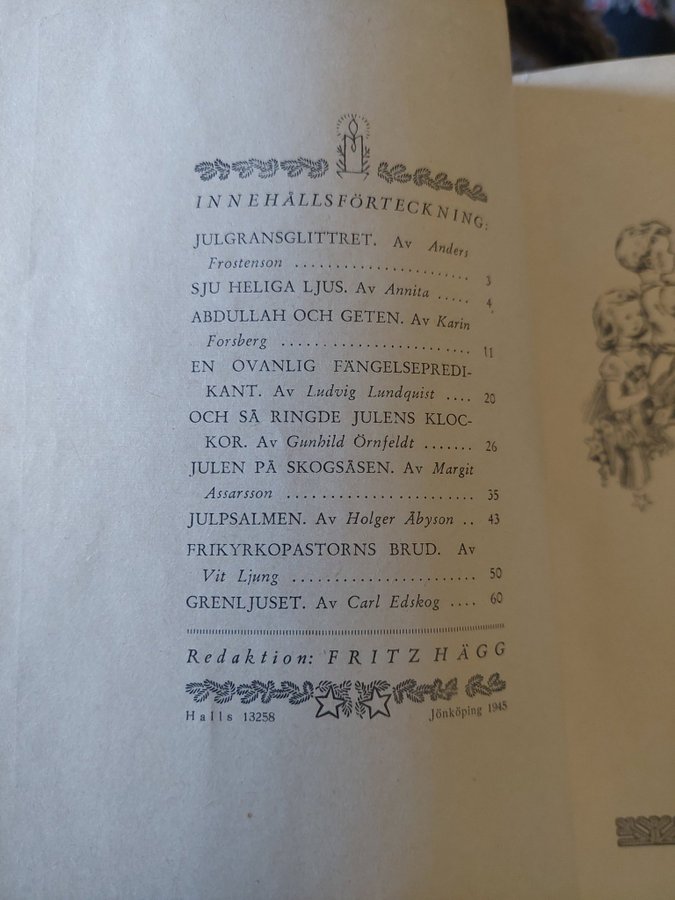 INNEHÅLLSFÖRTECKNING:
JULGRANSGLITTRET. Av Anders
Frostenson ........................ 3
SJU HELIGA LJUS. Av Annita ..... 4
ABDULLAH OCH GETEN. Av Karin
Forsberg .......................... 11
EN OVANLIG FÄNGELSEPREDI-
KANT. Av Ludvig Lundquist .... 20
OCH SÅ RINGDE JULENS KLOC-
KOR. Av Gunhild Örnfeldt ....... 26
JULEN PÅ SKOGSÅSEN. Av Margit
Assarsson ........................ 35
JULPSALMEN. Av Holger Åbyson .. 43
FRIKYRKOPASTORNS BRUD. Av
Vit Ljung ........................ 50
GRENLJUSET. Av Carl Edskog .... 60
Redaktion: FRITZ HÄGG
Halls 13258 Jönköping 1945